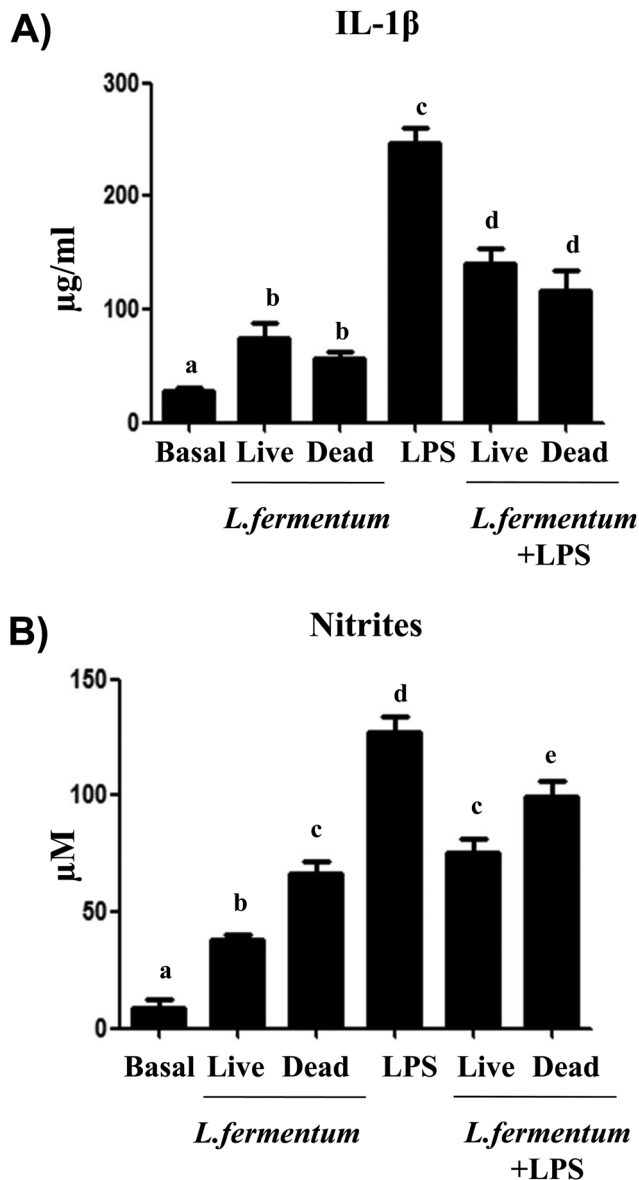 A)
IL-1β
300
200
100
0
µg/ml
a
b
b
c
d
d
Basal Live Dead LPS Live Dead
L.fermentum L.fermentum
+LPS
B)
Nitrites
150
100
50
0
µM
a
b
c
d
c
e
Basal Live Dead LPS Live Dead
L.fermentum L.fermentum
+LPS